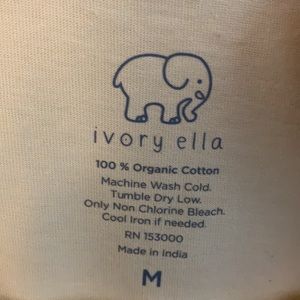 ivory ella
100 % Organic Cotton
Machine Wash Cold.
Tumble Dry Low.
Only Non Chlorine Bleach.
Cool Iron if needed.
RN 153000
Made in India
M